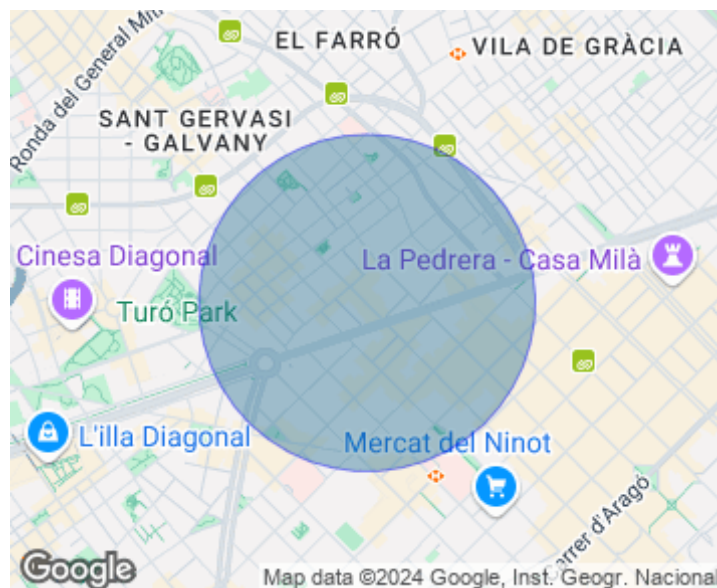 EL FARRÓ
VILA DE GRÀCIA
Ronda del General Mit
SANT GERVASI
- GALVANY
Cinesa Diagonal
La Pedrera - Casa Milà
Turó Park
L'illa Diagonal
Mercat del Ninot
Carrer d'Aragó
Google
Map data ©2024 Google, Inst. Geogr. Nacional